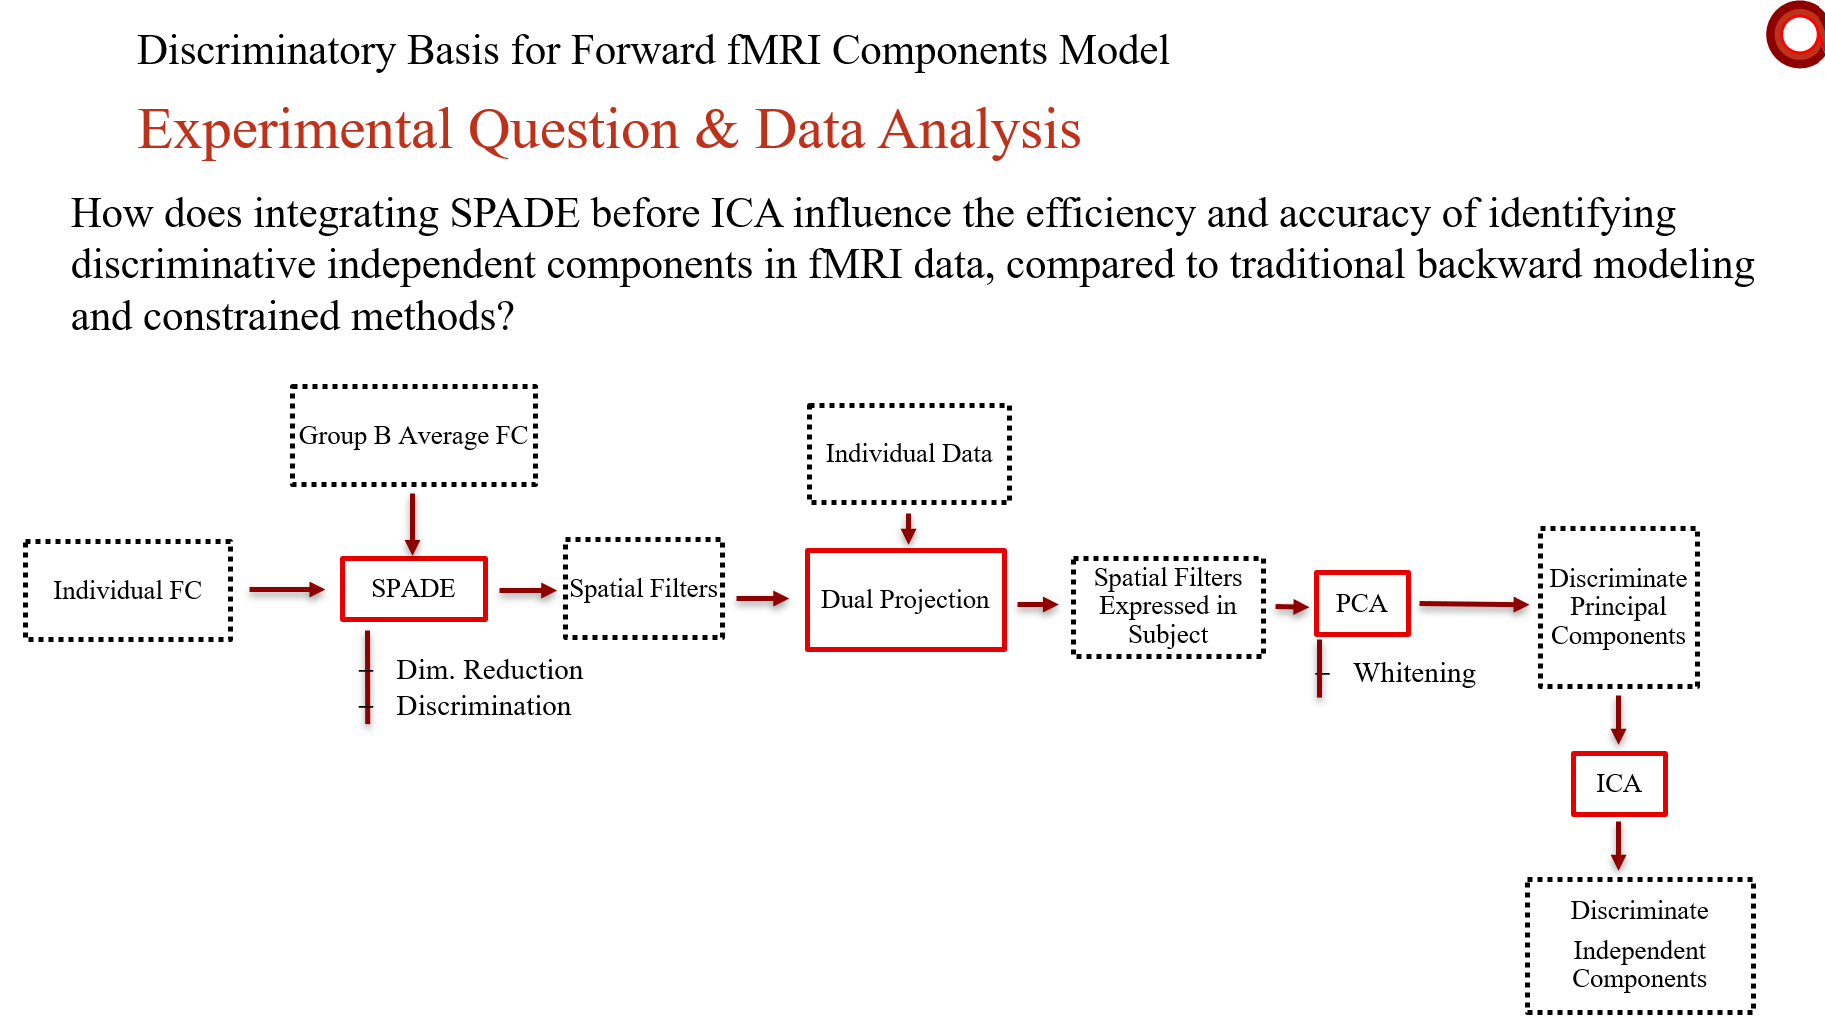 Discriminatory Basis for Forward fMRI Components Model
Experimental Question & Data Analysis
How does integrating SPADE before ICA influence the efficiency and accuracy of identifying
discriminative independent components in fMRI data, compared to traditional backward modeling
and constrained methods?
Group B Average FC
Individual Data
Individual FC
SPADE
Spatial Filters
Dual Projection
Spatial Filters
Expressed in
Subject
PCA
Discriminate
Principal
Components
– Dim. Reduction
– Discrimination
– Whitening
ICA
Discriminate
Independent
Components